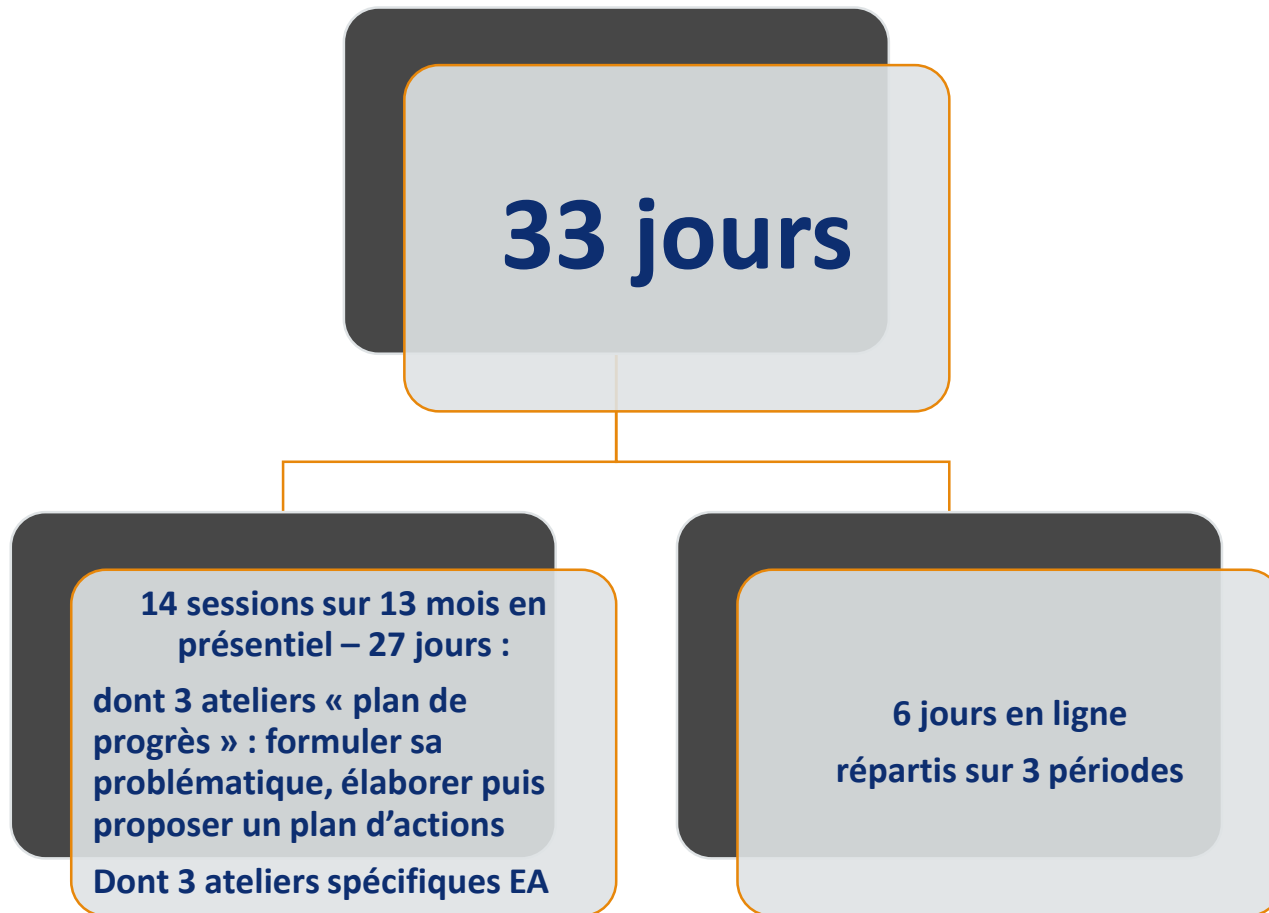 33 jours
14 sessions sur 13 mois en
présentiel – 27 jours :
dont 3 ateliers « plan de
progrès » : formuler sa
problématique, élaborer puis
proposer un plan d’actions
Dont 3 ateliers spécifiques EA
6 jours en ligne
répartis sur 3 périodes